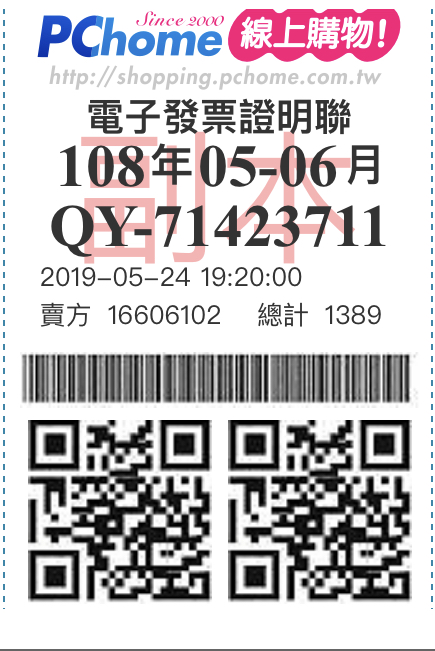 Since 2000
PChome 線上購物!
http://shopping.pchome.com.tw
電子發票證明聯
副本
108年05-06月
QY-71423711
2019-05-24 19:20:00
賣方 16606102 總計 1389